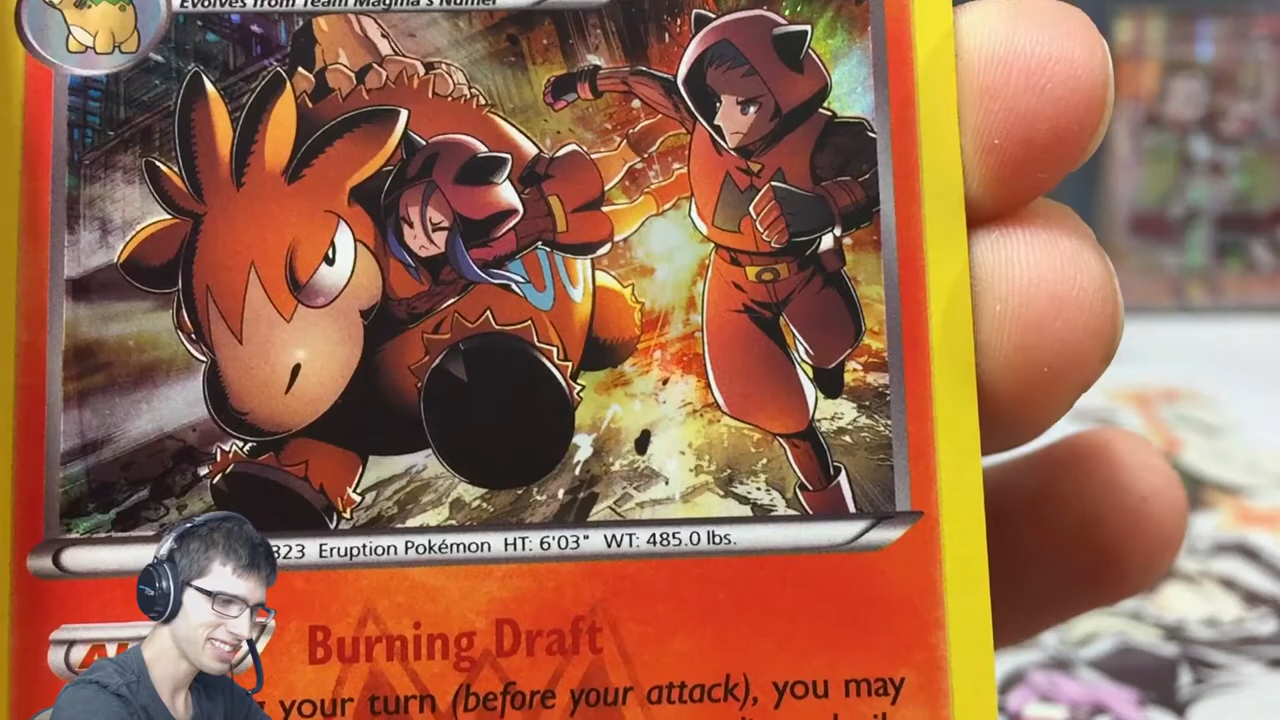 Evolves from Team Magma's Numel
323 Eruption Pokémon HT: 6'03" WT: 485.0 lbs.
Burning Draft
your turn (before your attack), you may